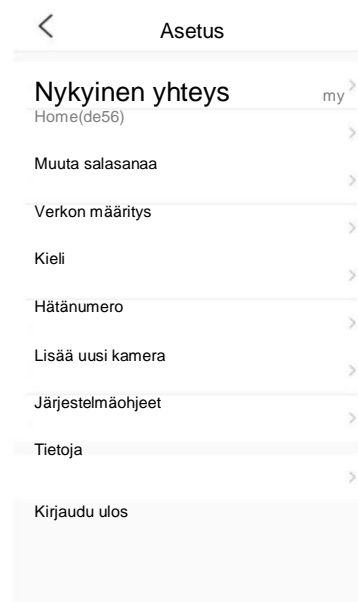 Asetus
Nykyinen yhteys my
Home(de56)
Muuta salasanaa
Verkon määritys
Kieli
Hätänumero
Lisää uusi kamera
Järjestelmäohjeet
Tietoja
Kirjaudu ulos